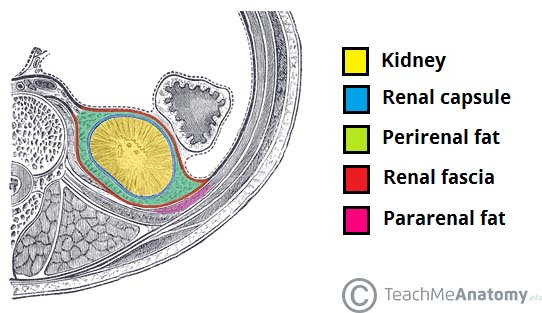 Kidney
Renal capsule
Perirenal fat
Renal fascia
Pararenal fat
© TeachMeAnatomy.info